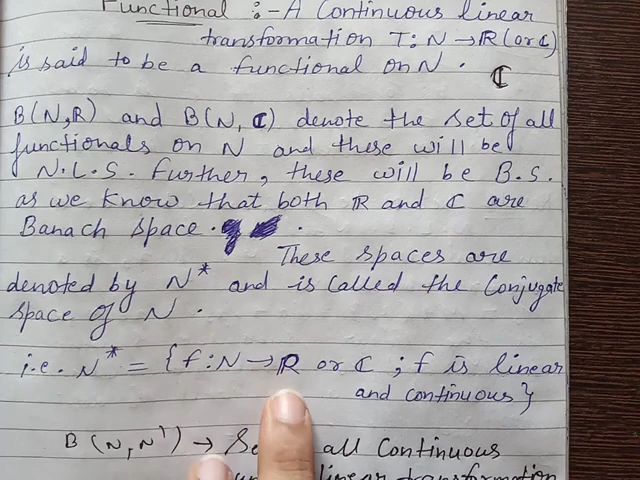 Functional :- A Continuous linear
transformation T: N → ℝ (or ℂ)
is said to be a functional on N.
ℂ
B(N, R) and B(N, ℂ) denote the set of all
functionals on N and these will be
N.L.S. Further, these will be B.S.
as we know that both ℝ and ℂ are
Banach space.
These spaces are
denoted by N* and is called the Conjugate
space of N.
i.e. N* = {f: N → ℝ or ℂ ; f is linear
and continuous}
B(N, N') → all Continuous
linear transformation